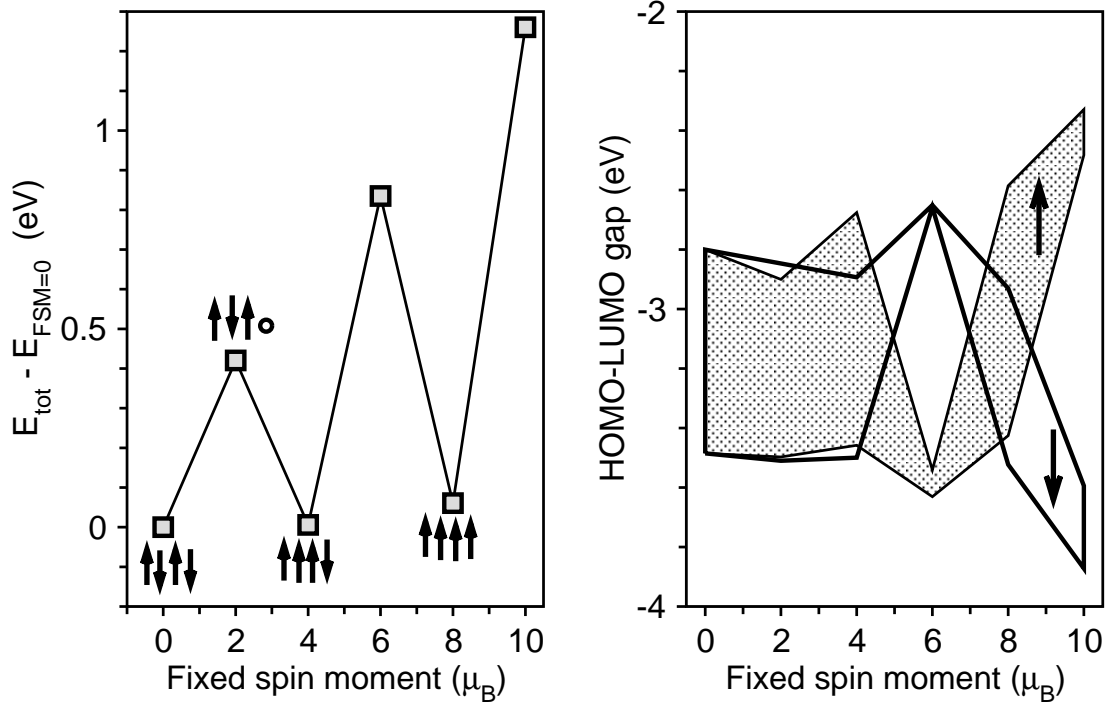 E_tot - E_FSM=0 (eV)
1
0.5
0
0 2 4 6 8 10
Fixed spin moment (μ_B)
HOMO-LUMO gap (eV)
-2
-3
-4
0 2 4 6 8 10
Fixed spin moment (μ_B)